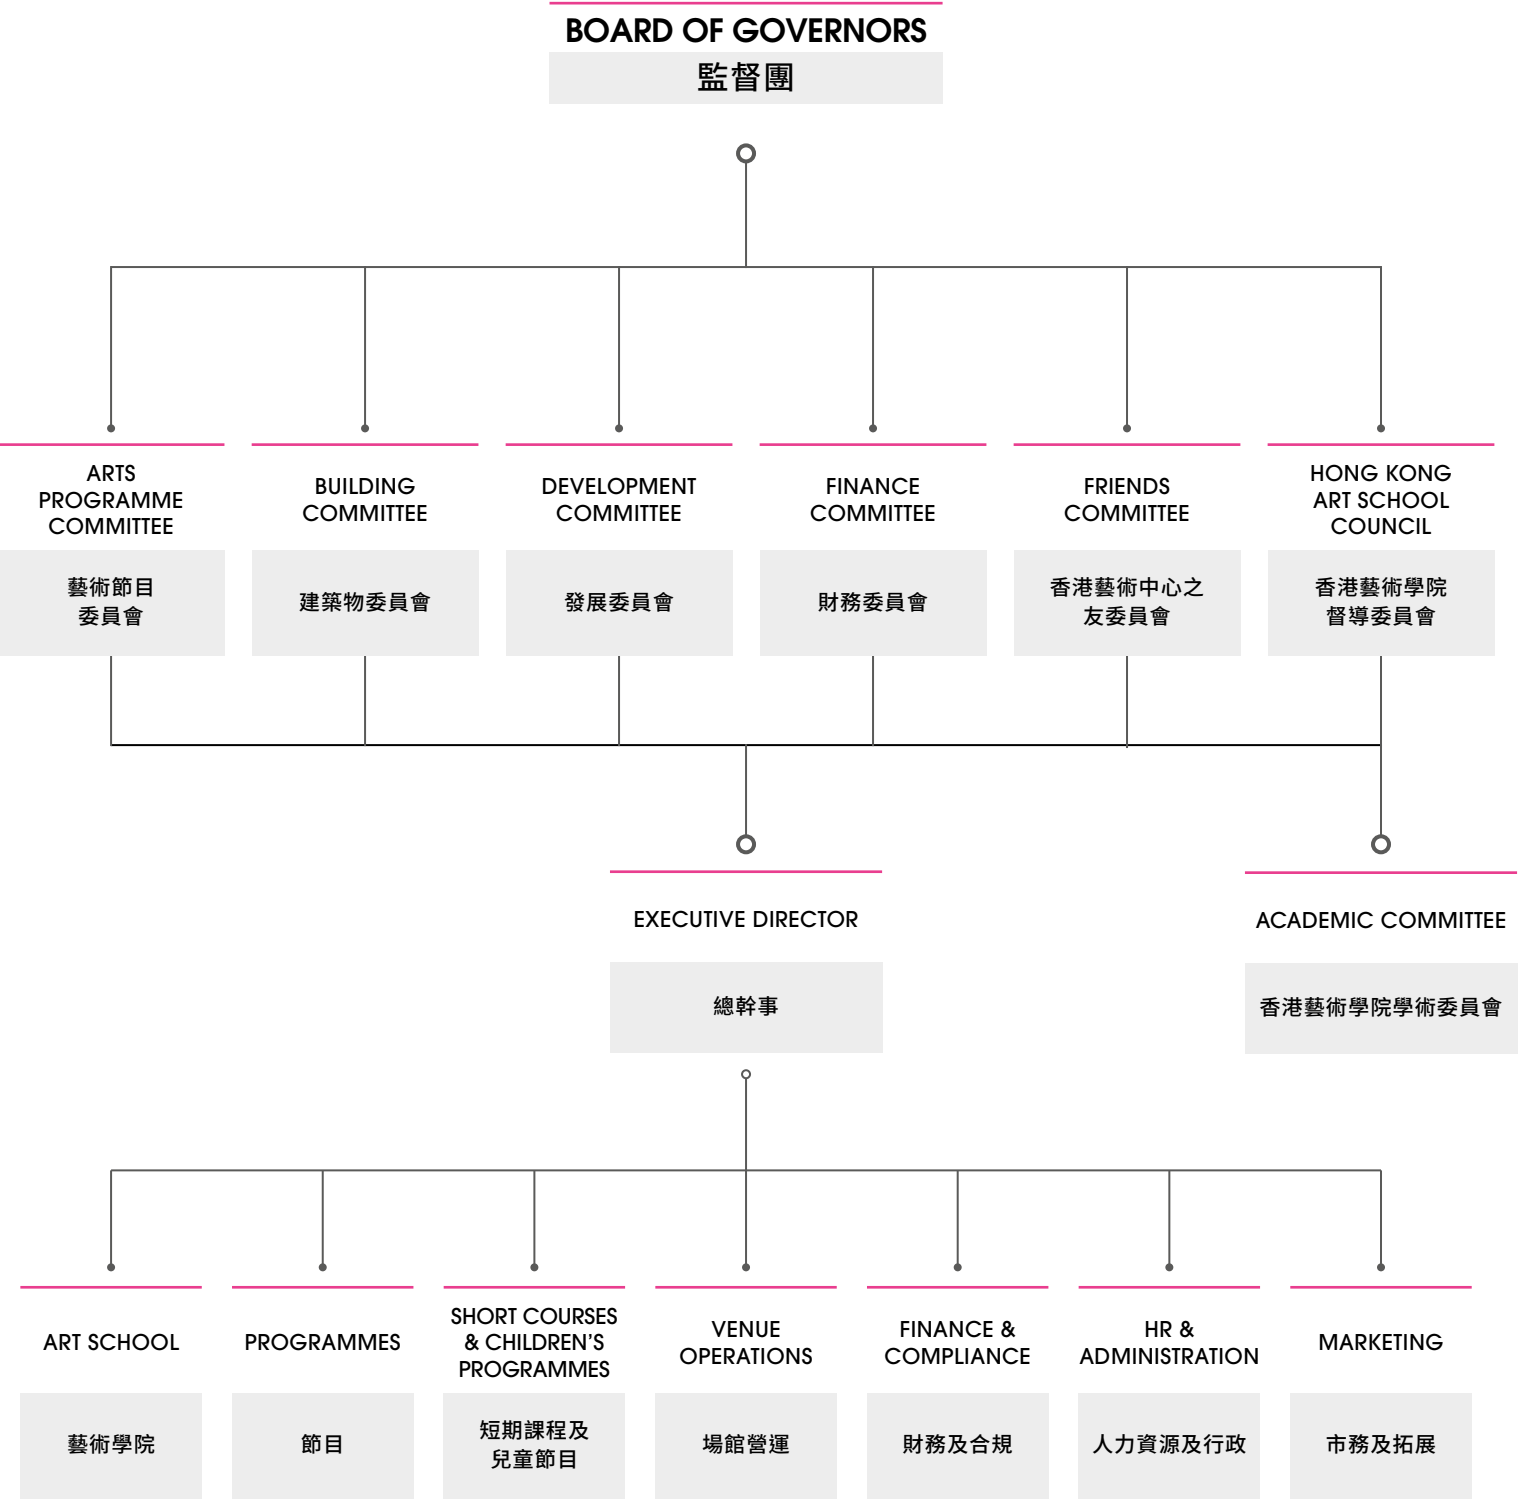 BOARD OF GOVERNORS
監督團
ARTS
PROGRAMME
COMMITTEE
藝術節目
委員會
BUILDING
COMMITTEE
建築物委員會
DEVELOPMENT
COMMITTEE
發展委員會
FINANCE
COMMITTEE
財務委員會
FRIENDS
COMMITTEE
香港藝術中心之
友委員會
HONG KONG
ART SCHOOL
COUNCIL
香港藝術學院
督導委員會
EXECUTIVE DIRECTOR
總幹事
ACADEMIC COMMITTEE
香港藝術學院學術委員會
ART SCHOOL
藝術學院
PROGRAMMES
節目
SHORT COURSES
& CHILDREN’S
PROGRAMMES
短期課程及
兒童節目
VENUE
OPERATIONS
場館營運
FINANCE &
COMPLIANCE
財務及合規
HR &
ADMINISTRATION
人力資源及行政
MARKETING
市務及拓展